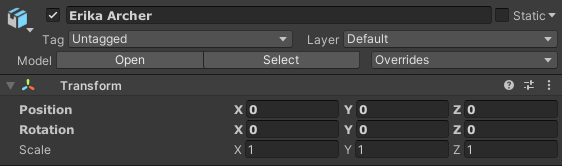 Erika Archer Static
Tag Untagged Layer Default
Model Open Select Overrides
Transform
Position X 0 Y 0 Z 0
Rotation X 0 Y 0 Z 0
Scale X 1 Y 1 Z 1